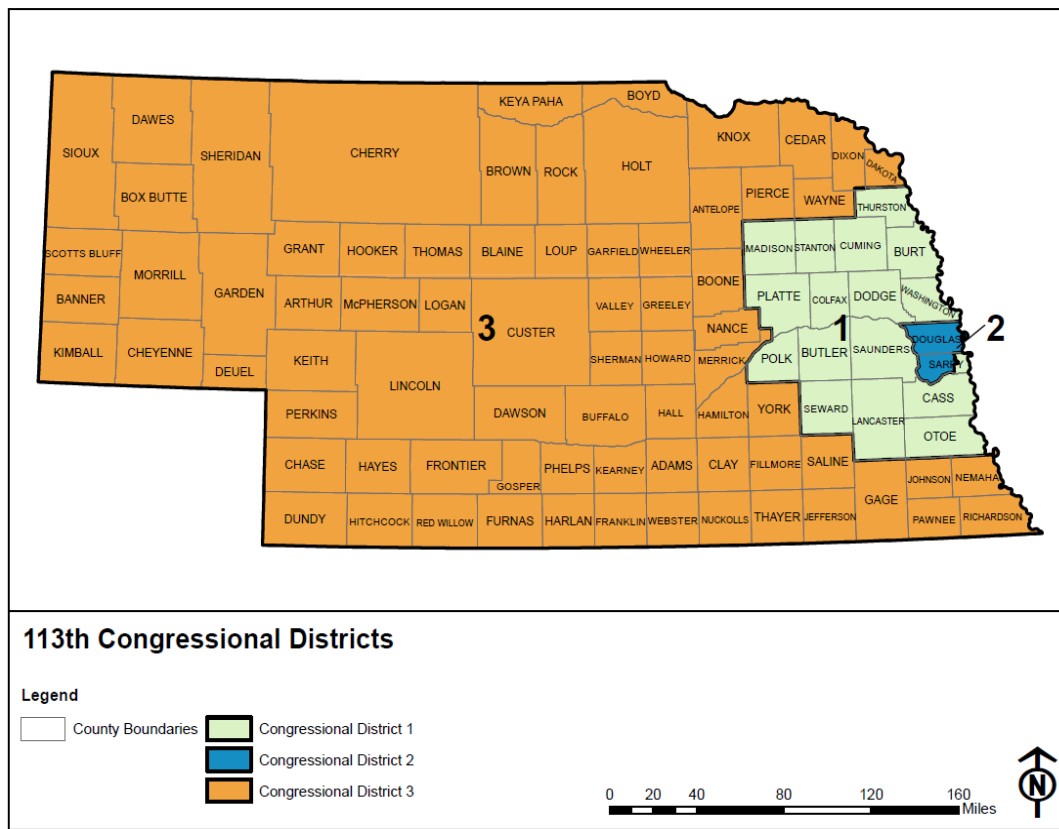 KEYA PAHA
BOYD
DAWES
KNOX
CEDAR
SIOUX
SHERIDAN
CHERRY
DIXON
DAKOTA
BROWN
ROCK
HOLT
BOX BUTTE
PIERCE
WAYNE
ANTELOPE
THURSTON
GRANT
HOOKER
THOMAS
BLAINE
LOUP
GARFIELD
WHEELER
MADISON
STANTON
CUMING
BURT
SCOTTS BLUFF
MORRILL
GARDEN
BOONE
BANNER
ARTHUR
McPHERSON
LOGAN
VALLEY
GREELEY
PLATTE
COLFAX
DODGE
WASHINGTON
3
CUSTER
NANCE
1
2
KIMBALL
CHEYENNE
DEUEL
KEITH
SHERMAN
HOWARD
MERRICK
POLK
BUTLER
SAUNDERS
DOUGLAS
SARPY
LINCOLN
PERKINS
DAWSON
BUFFALO
HALL
HAMILTON
YORK
SEWARD
LANCASTER
CASS
OTOE
CHASE
HAYES
FRONTIER
GOSPER
PHELPS
KEARNEY
ADAMS
CLAY
FILLMORE
SALINE
GAGE
JOHNSON
NEMAHA
DUNDY
HITCHCOCK
RED WILLOW
FURNAS
HARLAN
FRANKLIN
WEBSTER
NUCKOLLS
THAYER
JEFFERSON
PAWNEE
RICHARDSON
113th Congressional Districts
Legend
County Boundaries
Congressional District 1
Congressional District 2
Congressional District 3
0 20 40 80 120 160
Miles
N